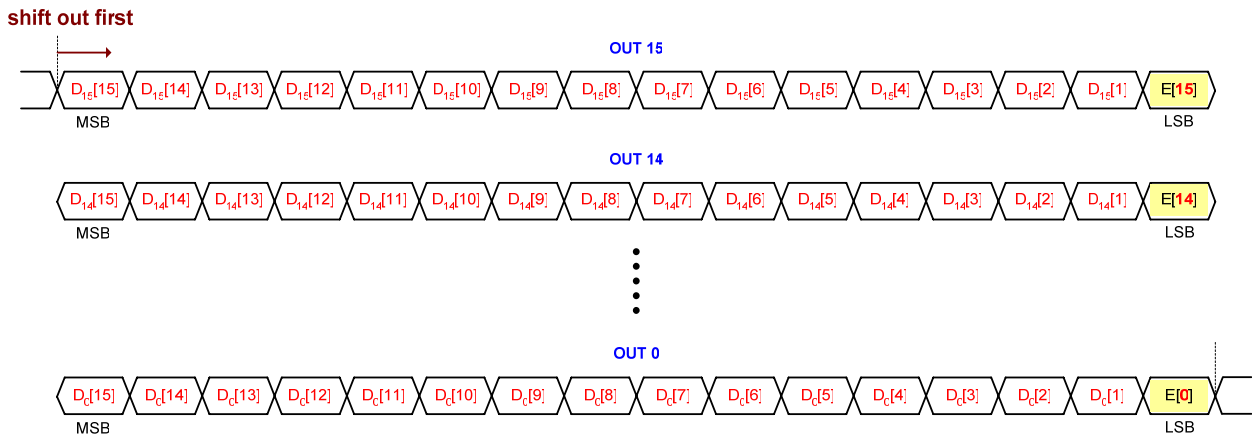 shift out first
OUT 15
D15[15] D15[14] D15[13] D15[12] D15[11] D15[10] D15[9] D15[8] D15[7] D15[6] D15[5] D15[4] D15[3] D15[2] D15[1] E[15]
MSB LSB
OUT 14
D14[15] D14[14] D14[13] D14[12] D14[11] D14[10] D14[9] D14[8] D14[7] D14[6] D14[5] D14[4] D14[3] D14[2] D14[1] E[14]
MSB LSB
OUT 0
D0[15] D0[14] D0[13] D0[12] D0[11] D0[10] D0[9] D0[8] D0[7] D0[6] D0[5] D0[4] D0[3] D0[2] D0[1] E[0]
MSB LSB